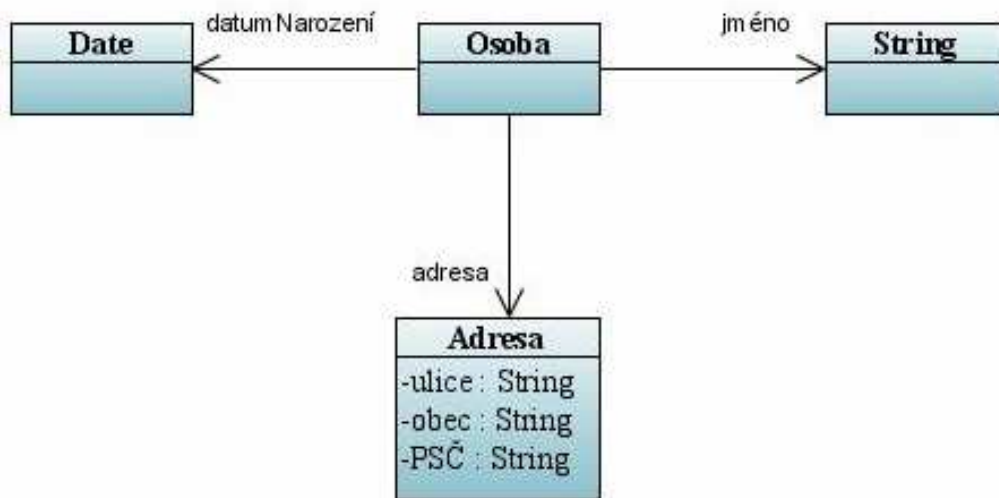 Date
datum Narození
Osoba
jméno
String
adresa
Adresa
-ulice : String
-obec : String
-PSČ : String